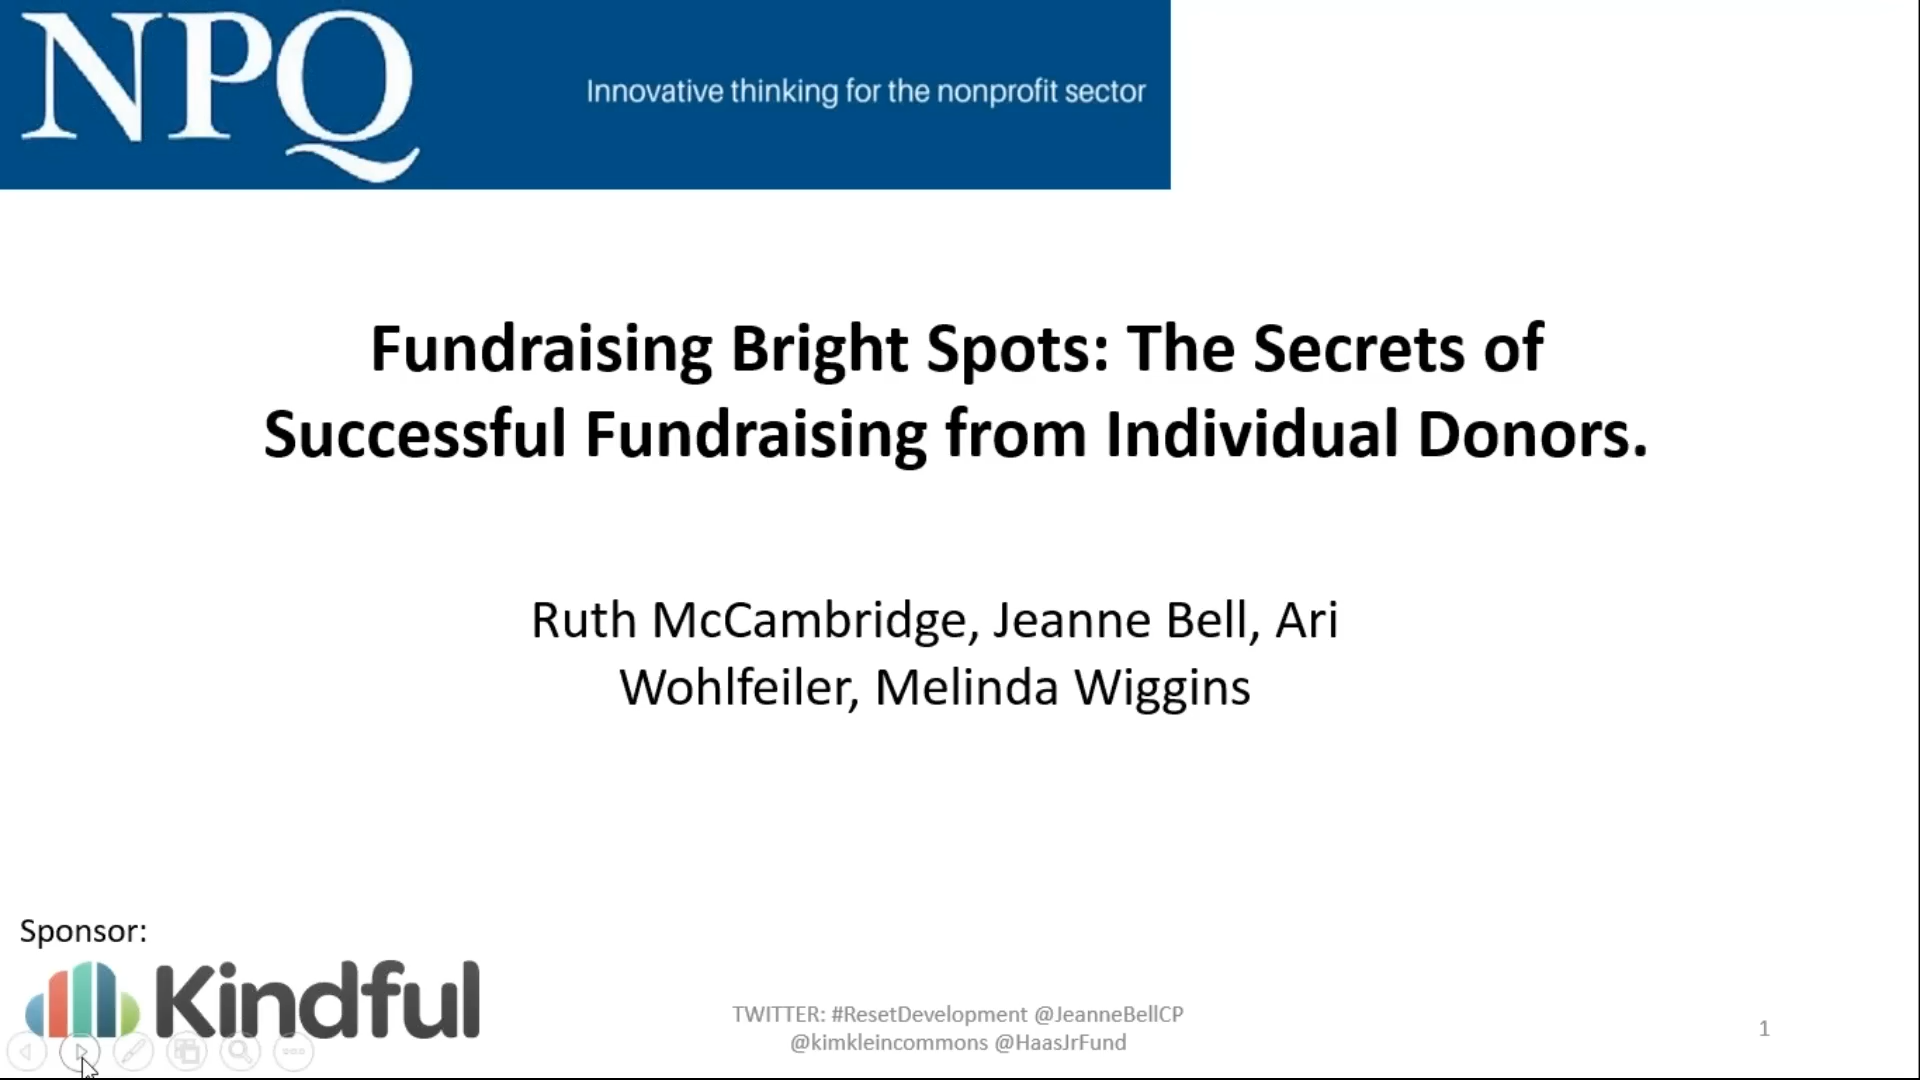 NPQ
Innovative thinking for the nonprofit sector
Fundraising Bright Spots: The Secrets of
Successful Fundraising from Individual Donors.
Ruth McCambridge, Jeanne Bell, Ari
Wohlfeiler, Melinda Wiggins
Sponsor:
Kindful
TWITTER: #ResetDevelopment @JeanneBellCP
@kimkleincommons @HaasJrFund
1